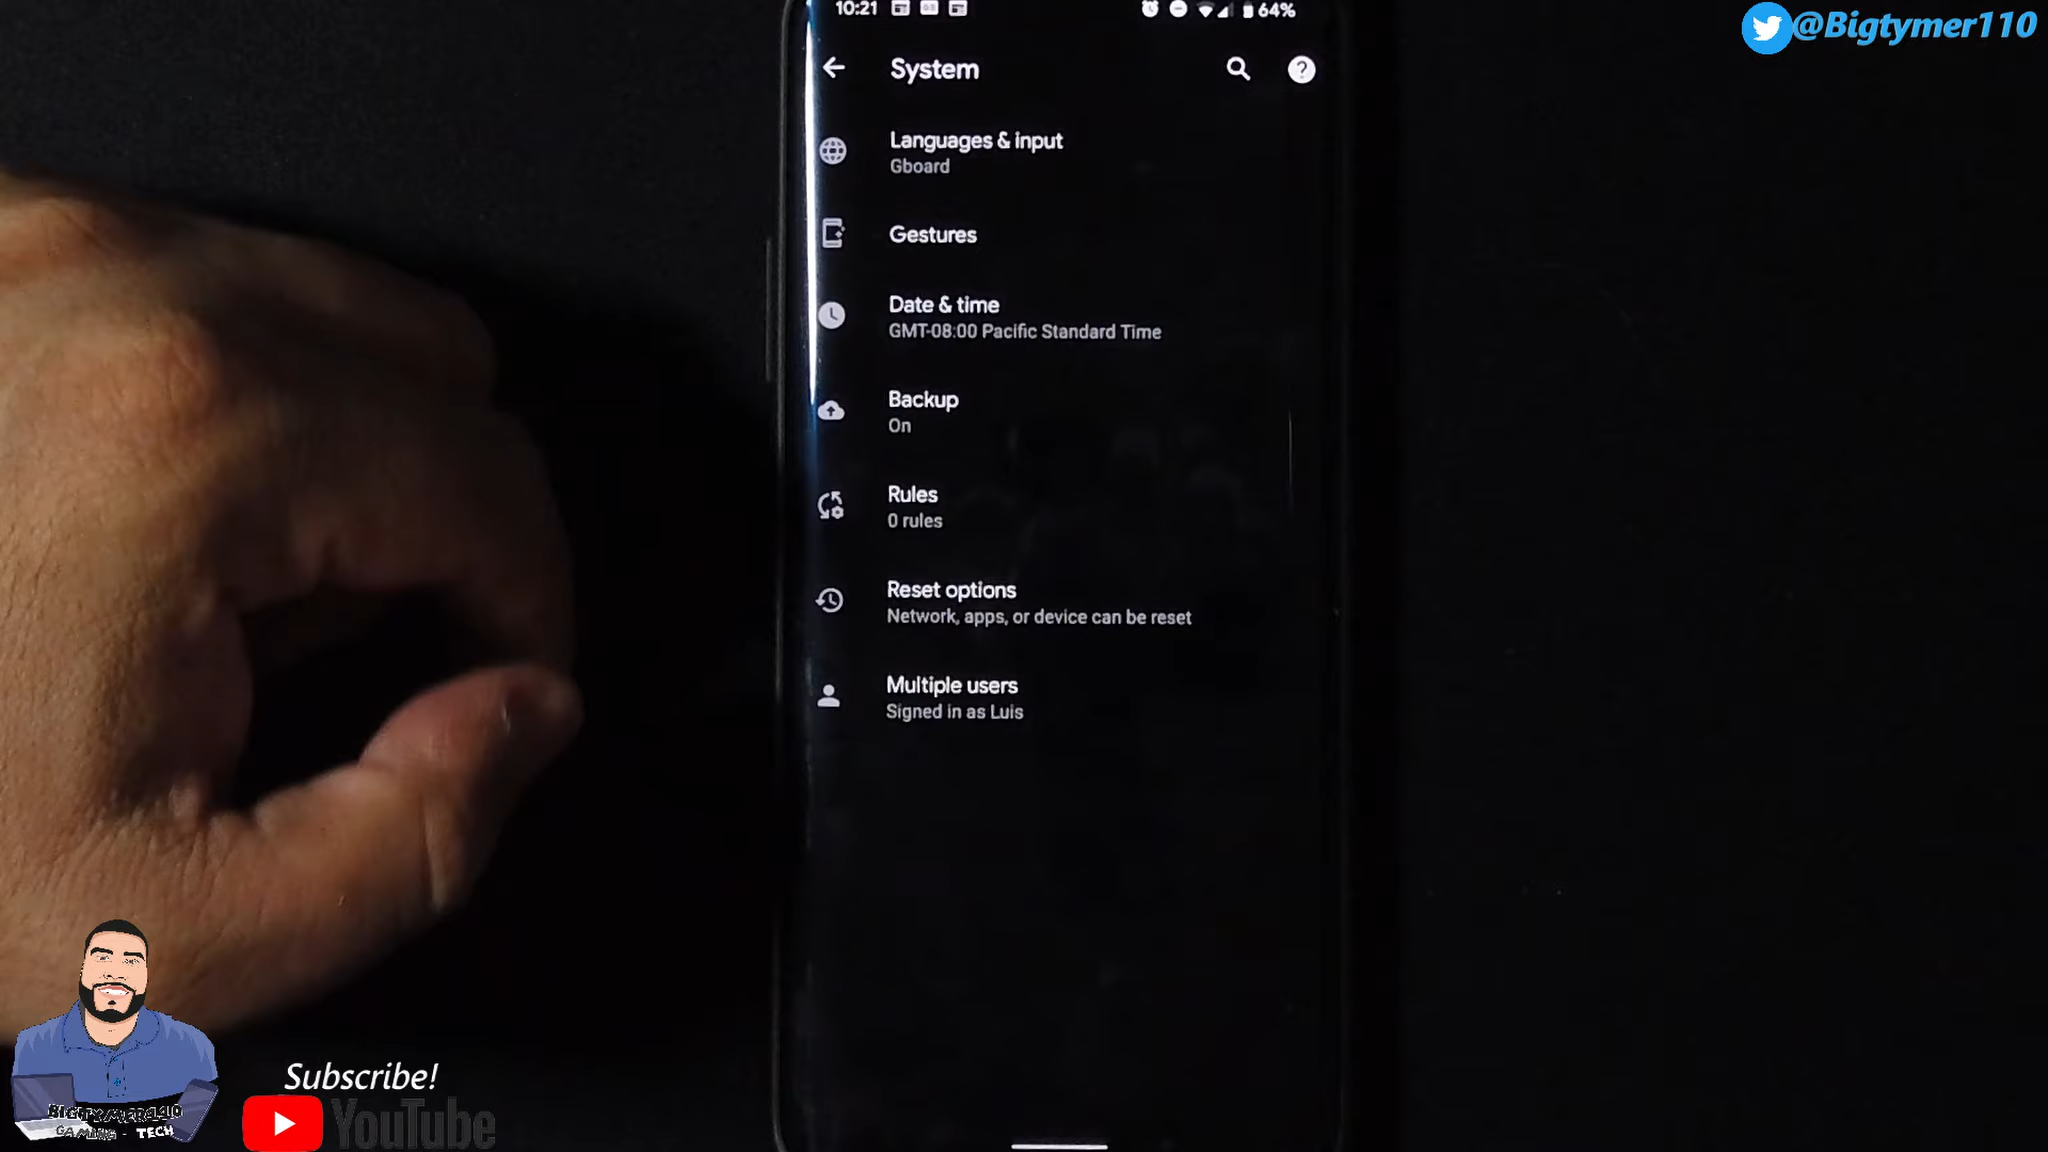 10:21
64%
@Bigtymer110
System
Languages & input
Gboard
Gestures
Date & time
GMT-08:00 Pacific Standard Time
Backup
On
Rules
0 rules
Reset options
Network, apps, or device can be reset
Multiple users
Signed in as Luis
Subscribe!
YouTube
BIGTYMER110
GAMING - TECH